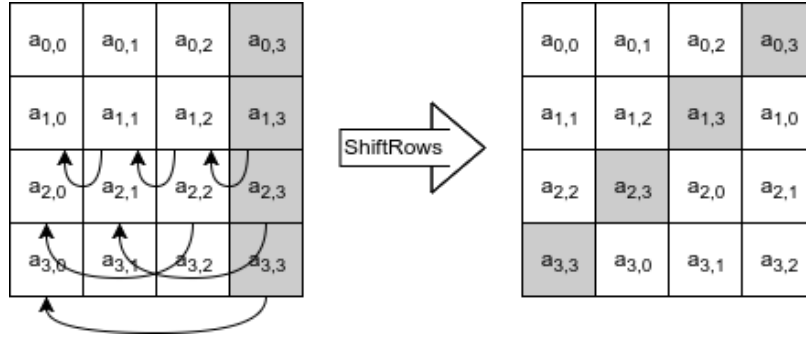 a0,0 a0,1 a0,2 a0,3 a0,0 a0,1 a0,2 a0,3
a1,0 a1,1 a1,2 a1,3 a1,1 a1,2 a1,3 a1,0
ShiftRows
a2,0 a2,1 a2,2 a2,3 a2,2 a2,3 a2,0 a2,1
a3,0 a3,1 a3,2 a3,3 a3,3 a3,0 a3,1 a3,2